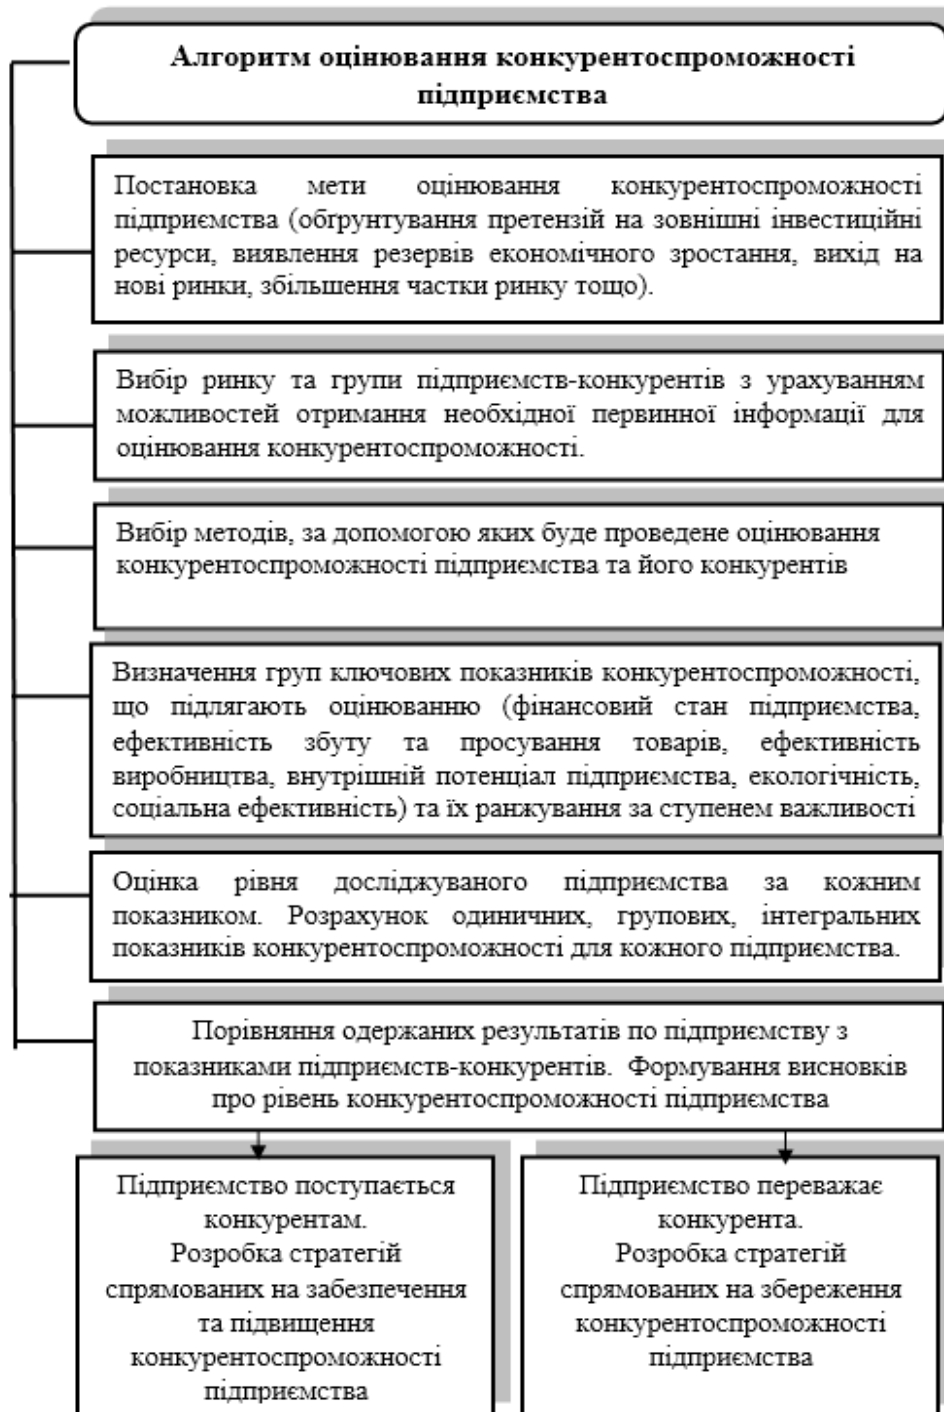 Алгоритм оцінювання конкурентоспроможності
підприємства
Постановка мети оцінювання конкурентоспроможності
підприємства (обґрунтування претензій на зовнішні інвестиційні
ресурси, виявлення резервів економічного зростання, вихід на
нові ринки, збільшення частки ринку тощо).
Вибір ринку та групи підприємств-конкурентів з урахуванням
можливостей отримання необхідної первинної інформації для
оцінювання конкурентоспроможності.
Вибір методів, за допомогою яких буде проведене оцінювання
конкурентоспроможності підприємства та його конкурентів
Визначення груп ключових показників конкурентоспроможності,
що підлягають оцінюванню (фінансовий стан підприємства,
ефективність збуту та просування товарів, ефективність
виробництва, внутрішній потенціал підприємства, екологічність,
соціальна ефективність) та їх ранжування за ступенем важливості
Оцінка рівня досліджуваного підприємства за кожним
показником. Розрахунок одиничних, групових, інтегральних
показників конкурентоспроможності для кожного підприємства.
Порівняння одержаних результатів по підприємству з
показниками підприємств-конкурентів. Формування висновків
про рівень конкурентоспроможності підприємства
Підприємство поступається
конкурентам.
Розробка стратегій
спрямованих на забезпечення
та підвищення
конкурентоспроможності
підприємства
Підприємство переважає
конкурента.
Розробка стратегій
спрямованих на збереження
конкурентоспроможності
підприємства